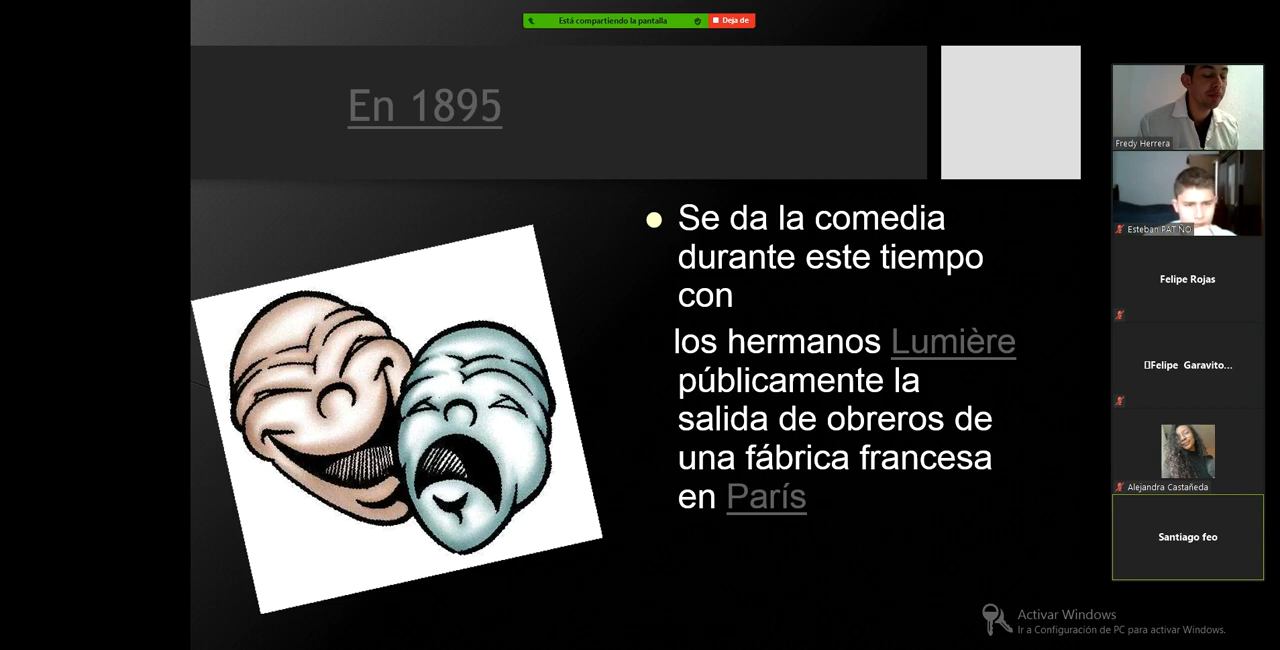 Está compartiendo la pantalla
Deja de
En 1895
Se da la comedia
durante este tiempo
con
los hermanos Lumière
públicamente la
salida de obreros de
una fábrica francesa
en París
Fredy Herrera
Esteban PATIÑO
Felipe Rojas
Felipe Garavito...
Alejandra Castañeda
Santiago feo
Activar Windows
Ir a Configuración de PC para activar Windows.